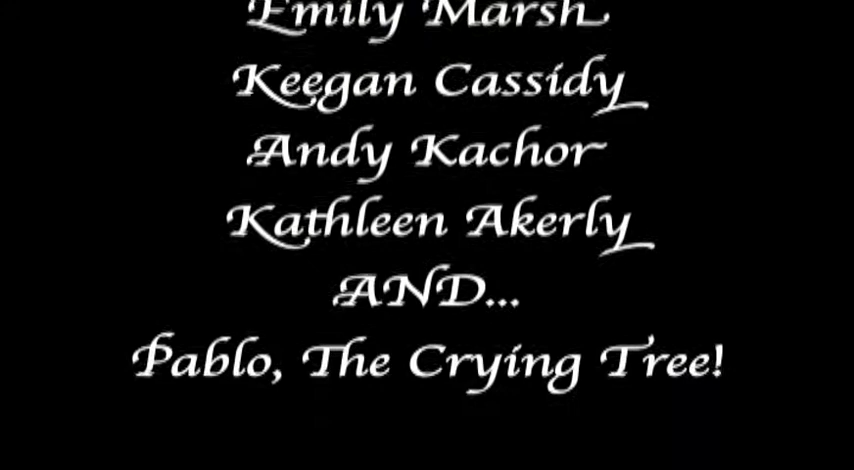 Emily Marsh
Keegan Cassidy
Andy Kachor
Kathleen Akerly
AND...
Pablo, The Crying Tree!